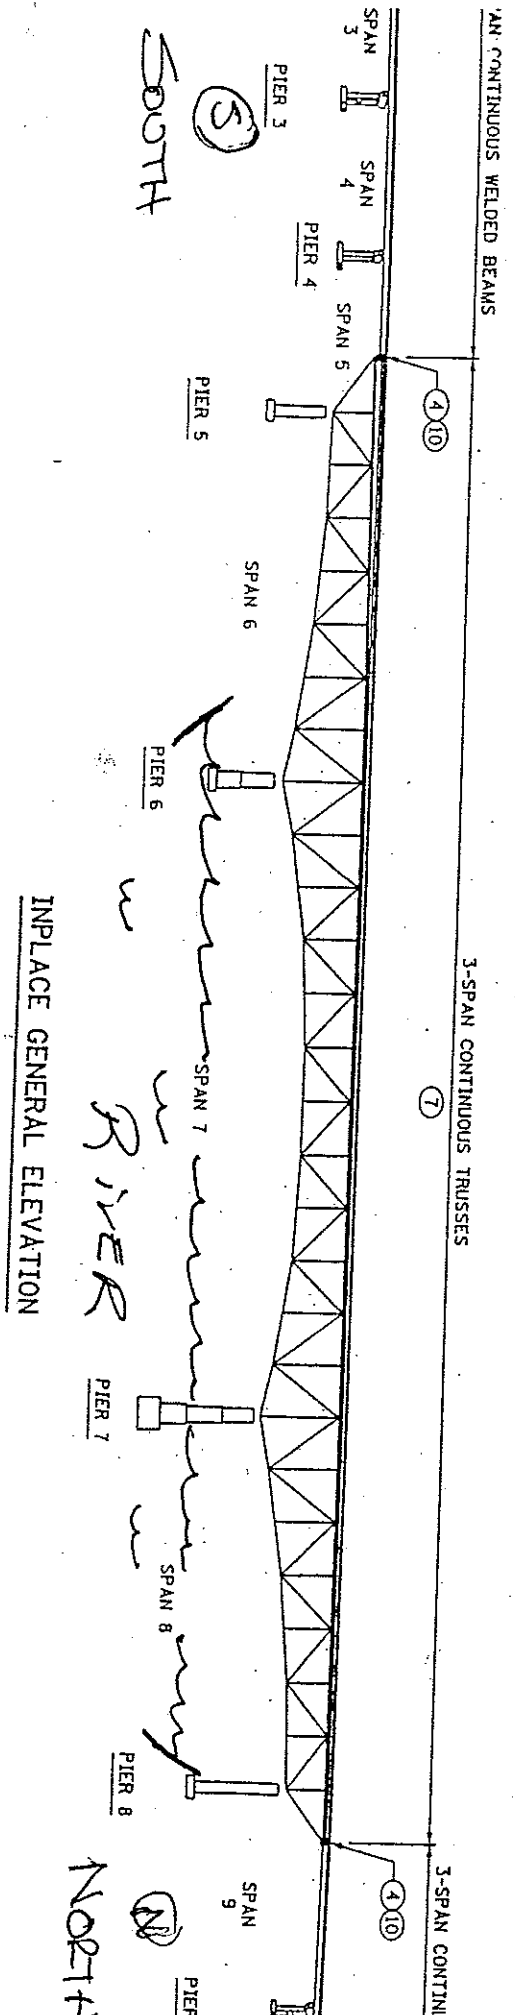 'AN CONTINUOUS WELDED BEAMS
3-SPAN CONTINUOUS TRUSSES
3-SPAN CONTIN
4 10
7
4 10
SPAN 3
SPAN 4
SPAN 5
SPAN 6
SPAN 7
SPAN 8
SPAN 9
PIER 3
PIER 4
PIER 5
PIER 6
PIER 7
PIER 8
PIER
S
SOUTH
RIVER
N
NORTH
INPLACE GENERAL ELEVATION